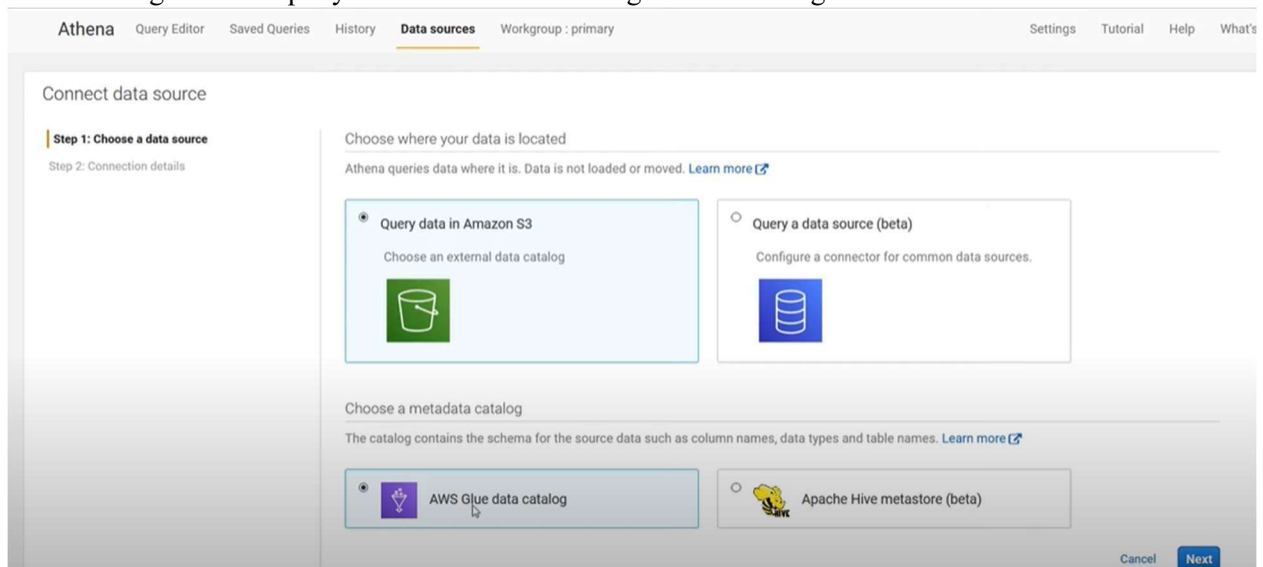 Athena Query Editor Saved Queries History Data sources Workgroup : primary Settings Tutorial Help What's
Connect data source
Step 1: Choose a data source
Step 2: Connection details
Choose where your data is located
Athena queries data where it is. Data is not loaded or moved. Learn more
Query data in Amazon S3
Choose an external data catalog
Query a data source (beta)
Configure a connector for common data sources.
Choose a metadata catalog
The catalog contains the schema for the source data such as column names, data types and table names. Learn more
AWS Glue data catalog
HIVE
Apache Hive metastore (beta)
Cancel Next